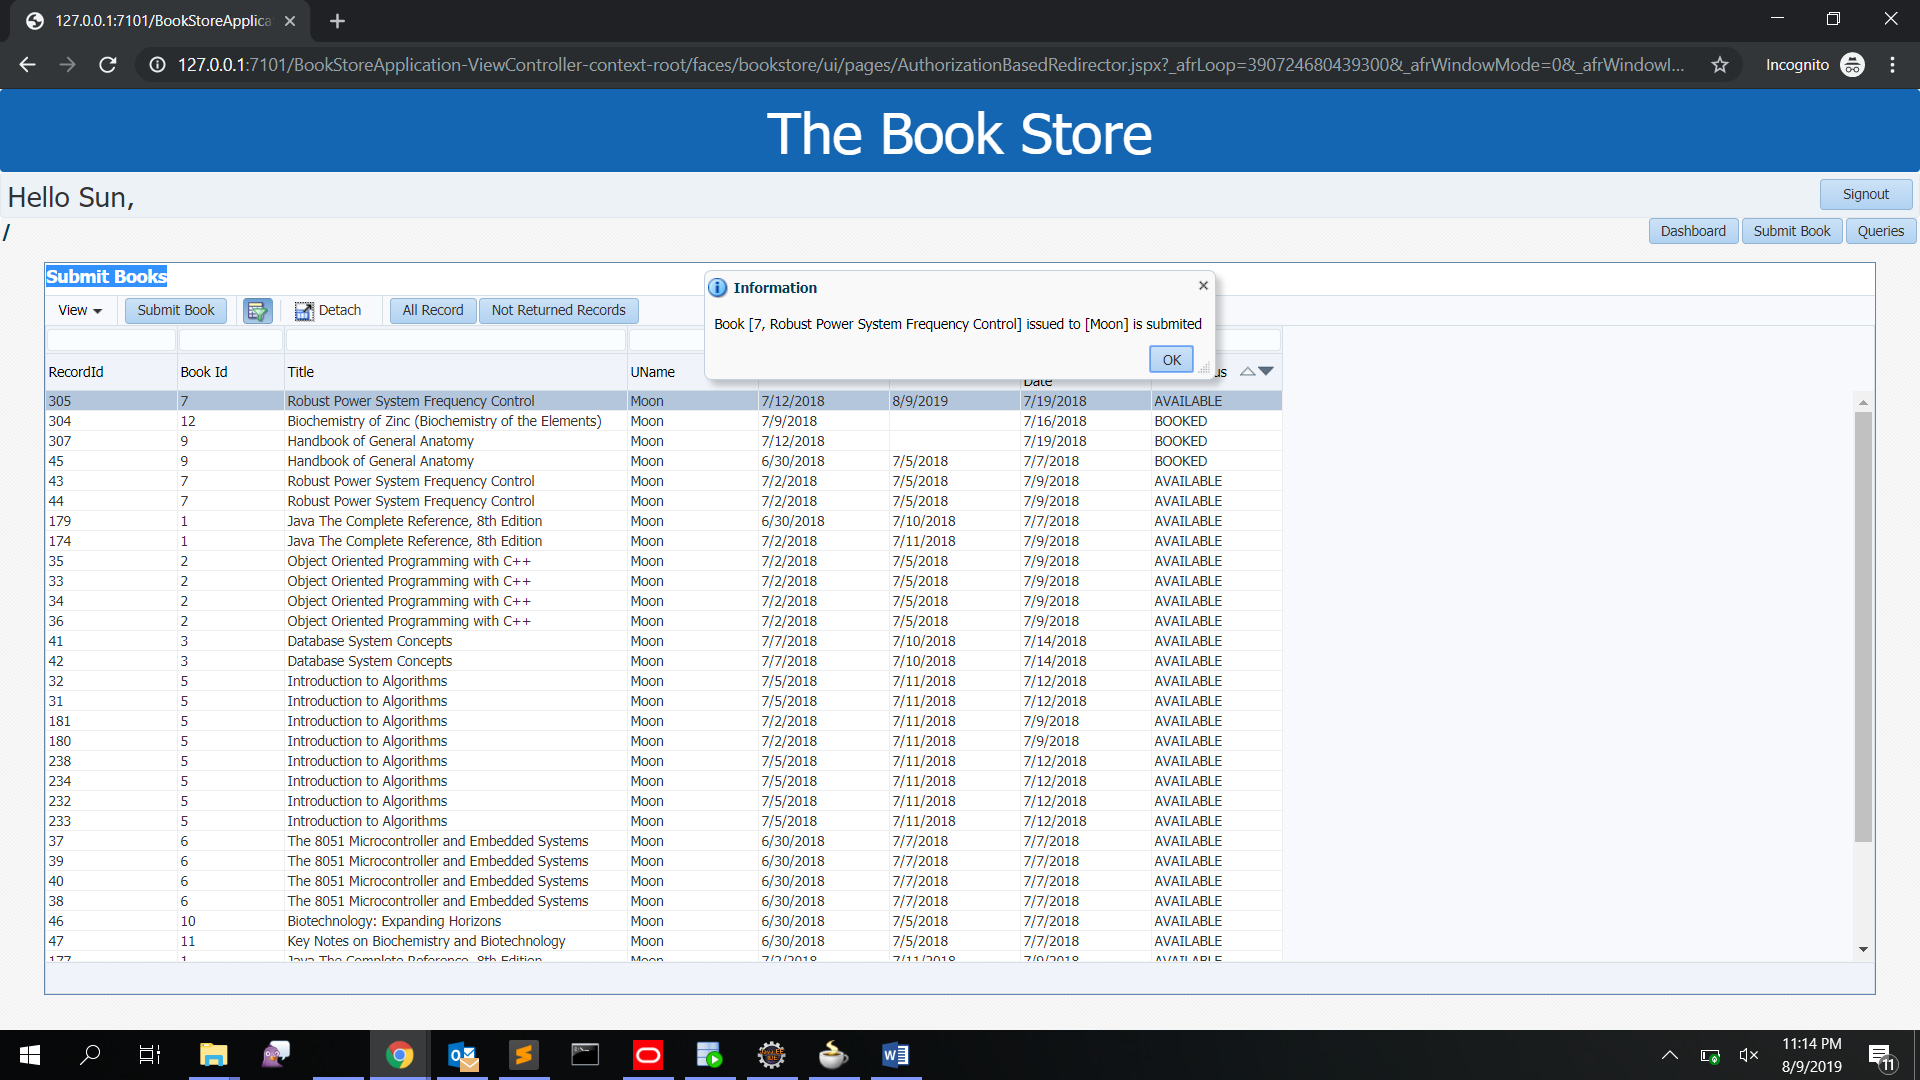 127.0.0.1:7101/BookStoreApplica
127.0.0.1:7101/BookStoreApplication-ViewController-context-root/faces/bookstore/ui/pages/AuthorizationBasedRedirector.jspx?_afrLoop=390724680439300&_afrWindowMode=0&_afrWindowI...
Incognito
The Book Store
Hello Sun,
Signout
/
Dashboard Submit Book Queries
Submit Books
View Submit Book Detach All Record Not Returned Records
Information
Book [7, Robust Power System Frequency Control] issued to [Moon] is submited
OK
RecordId Book Id Title UName Date us
305 7 Robust Power System Frequency Control Moon 7/12/2018 8/9/2019 7/19/2018 AVAILABLE
304 12 Biochemistry of Zinc (Biochemistry of the Elements) Moon 7/9/2018 7/16/2018 BOOKED
307 9 Handbook of General Anatomy Moon 7/12/2018 7/19/2018 BOOKED
45 9 Handbook of General Anatomy Moon 6/30/2018 7/5/2018 7/7/2018 BOOKED
43 7 Robust Power System Frequency Control Moon 7/2/2018 7/5/2018 7/9/2018 AVAILABLE
44 7 Robust Power System Frequency Control Moon 7/2/2018 7/5/2018 7/9/2018 AVAILABLE
179 1 Java The Complete Reference, 8th Edition Moon 6/30/2018 7/10/2018 7/7/2018 AVAILABLE
174 1 Java The Complete Reference, 8th Edition Moon 7/2/2018 7/11/2018 7/9/2018 AVAILABLE
35 2 Object Oriented Programming with C++ Moon 7/2/2018 7/5/2018 7/9/2018 AVAILABLE
33 2 Object Oriented Programming with C++ Moon 7/2/2018 7/5/2018 7/9/2018 AVAILABLE
34 2 Object Oriented Programming with C++ Moon 7/2/2018 7/5/2018 7/9/2018 AVAILABLE
36 2 Object Oriented Programming with C++ Moon 7/2/2018 7/5/2018 7/9/2018 AVAILABLE
41 3 Database System Concepts Moon 7/7/2018 7/10/2018 7/14/2018 AVAILABLE
42 3 Database System Concepts Moon 7/7/2018 7/10/2018 7/14/2018 AVAILABLE
32 5 Introduction to Algorithms Moon 7/5/2018 7/11/2018 7/12/2018 AVAILABLE
31 5 Introduction to Algorithms Moon 7/5/2018 7/11/2018 7/12/2018 AVAILABLE
181 5 Introduction to Algorithms Moon 7/2/2018 7/11/2018 7/9/2018 AVAILABLE
180 5 Introduction to Algorithms Moon 7/2/2018 7/11/2018 7/9/2018 AVAILABLE
238 5 Introduction to Algorithms Moon 7/5/2018 7/11/2018 7/12/2018 AVAILABLE
234 5 Introduction to Algorithms Moon 7/5/2018 7/11/2018 7/12/2018 AVAILABLE
232 5 Introduction to Algorithms Moon 7/5/2018 7/11/2018 7/12/2018 AVAILABLE
233 5 Introduction to Algorithms Moon 7/5/2018 7/11/2018 7/12/2018 AVAILABLE
37 6 The 8051 Microcontroller and Embedded Systems Moon 6/30/2018 7/7/2018 7/7/2018 AVAILABLE
39 6 The 8051 Microcontroller and Embedded Systems Moon 6/30/2018 7/7/2018 7/7/2018 AVAILABLE
40 6 The 8051 Microcontroller and Embedded Systems Moon 6/30/2018 7/7/2018 7/7/2018 AVAILABLE
38 6 The 8051 Microcontroller and Embedded Systems Moon 6/30/2018 7/7/2018 7/7/2018 AVAILABLE
46 10 Biotechnology: Expanding Horizons Moon 6/30/2018 7/5/2018 7/7/2018 AVAILABLE
47 11 Key Notes on Biochemistry and Biotechnology Moon 6/30/2018 7/5/2018 7/7/2018 AVAILABLE
177 1 Java The Complete Reference, 8th Edition Moon 7/2/2018 7/11/2018 7/9/2018 AVAILABLE
11:14 PM
8/9/2019
11